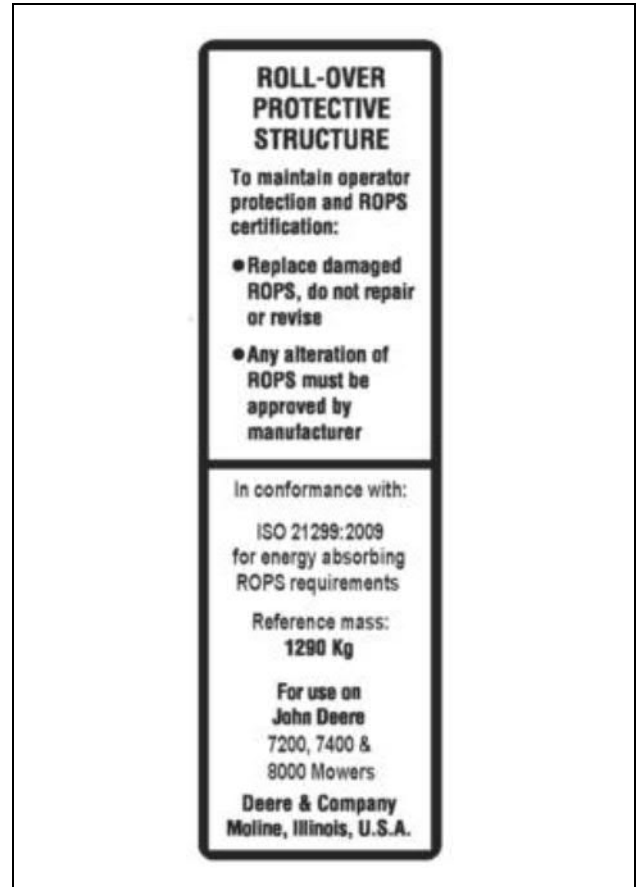 ROLL-OVER
PROTECTIVE
STRUCTURE
To maintain operator
protection and ROPS
certification:
●Replace damaged
ROPS, do not repair
or revise
●Any alteration of
ROPS must be
approved by
manufacturer
In conformance with:
ISO 21299:2009
for energy absorbing
ROPS requirements
Reference mass:
1290 Kg
For use on
John Deere
7200, 7400 &
8000 Mowers
Deere & Company
Moline, Illinois, U.S.A.